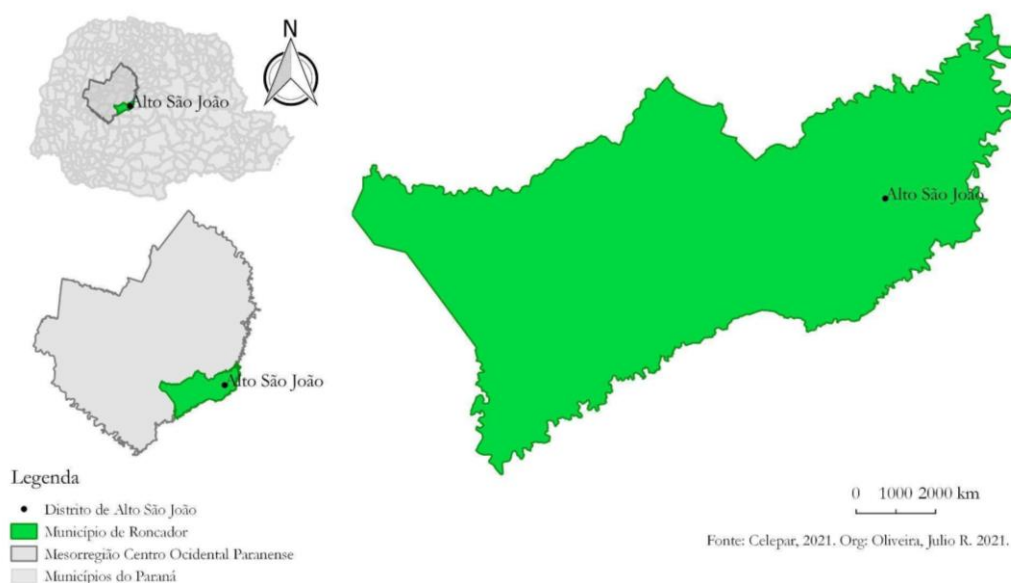 N
Alto São João
Alto São João
Alto São João
Legenda
Distrito de Alto São João
Município de Roncador
Mesorregião Centro Ocidental Paranense
Municípios do Paraná
0 1000 2000 km
Fonte: Celepar, 2021. Org: Oliveira, Julio R. 2021.